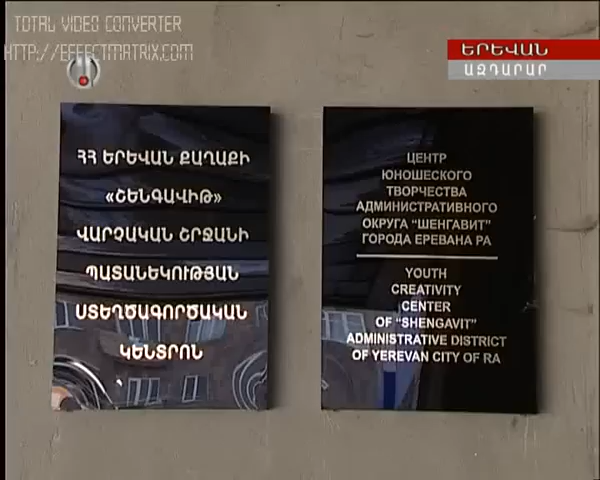 TOTAL VIDEO CONVERTER
HTTP://EFFECTMATRIX.COM
ԵՐԵՎԱՆ
ԱԶԴԱՐԱՐ
ՀՀ ԵՐԵՎԱՆ ՔԱՂԱՔԻ
«ՇԵՆԳԱՎԻԹ»
ՎԱՐՉԱԿԱՆ ՇՐՋԱՆԻ
ՊԱՏԱՆԵԿՈՒԹՅԱՆ
ՍՏԵՂԾԱԳՈՐԾԱԿԱՆ
ԿԵՆՏՐՈՆ
ЦЕНТР
ЮНОШЕСКОГО
ТВОРЧЕСТВА
АДМИНИСТРАТИВНОГО
ОКРУГА "ШЕНГАВИТ"
ГОРОДА ЕРЕВАНА РА
YOUTH
CREATIVITY
CENTER
OF "SHENGAVIT"
ADMINISTRATIVE DISTRICT
OF YEREVAN CITY OF RA